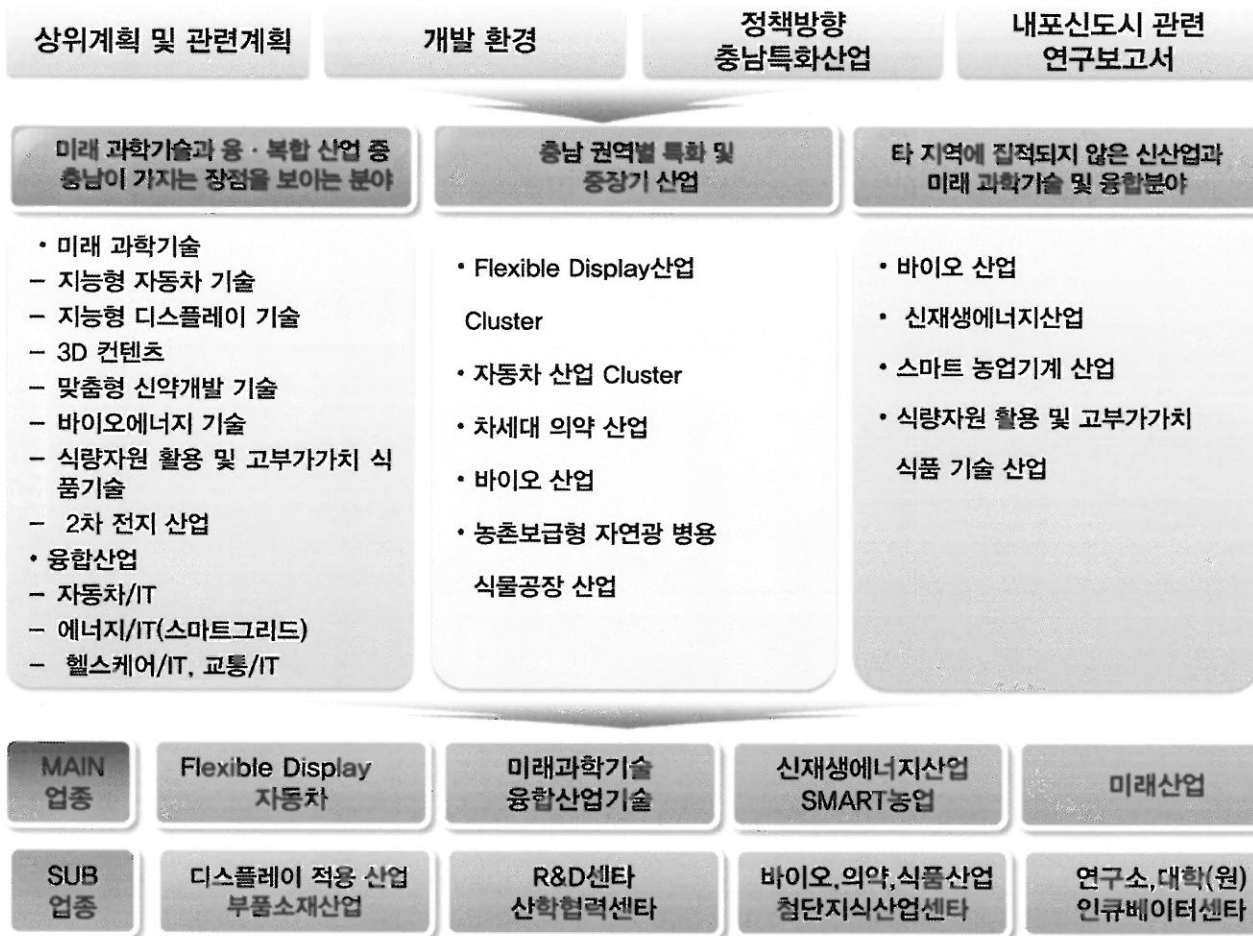 상위계획 및 관련계획
개발 환경
정책방향
충남특화산업
내포신도시 관련
연구보고서
미래 과학기술과 융·복합 산업 중
충남이 가지는 장점을 보이는 분야
충남 권역별 특화 및
중장기 산업
타 지역에 집적되지 않은 신산업과
미래 과학기술 및 융합분야
• 미래 과학기술
– 지능형 자동차 기술
– 지능형 디스플레이 기술
– 3D 컨텐츠
– 맞춤형 신약개발 기술
– 바이오에너지 기술
– 식량자원 활용 및 고부가가치 식
품기술
– 2차 전지 산업
• 융합산업
– 자동차/IT
– 에너지/IT(스마트그리드)
– 헬스케어/IT, 교통/IT
• Flexible Display산업
Cluster
• 자동차 산업 Cluster
• 차세대 의약 산업
• 바이오 산업
• 농촌보급형 자연광 병용
식물공장 산업
• 바이오 산업
• 신재생에너지산업
• 스마트 농업기계 산업
• 식량자원 활용 및 고부가가치
식품 기술 산업
MAIN
업종
Flexible Display
자동차
미래과학기술
융합산업기술
신재생에너지산업
SMART농업
미래산업
SUB
업종
디스플레이 적용 산업
부품소재산업
R&D센타
산학협력센타
바이오,의약,식품산업
첨단지식산업센타
연구소,대학(원)
인큐베이터센타